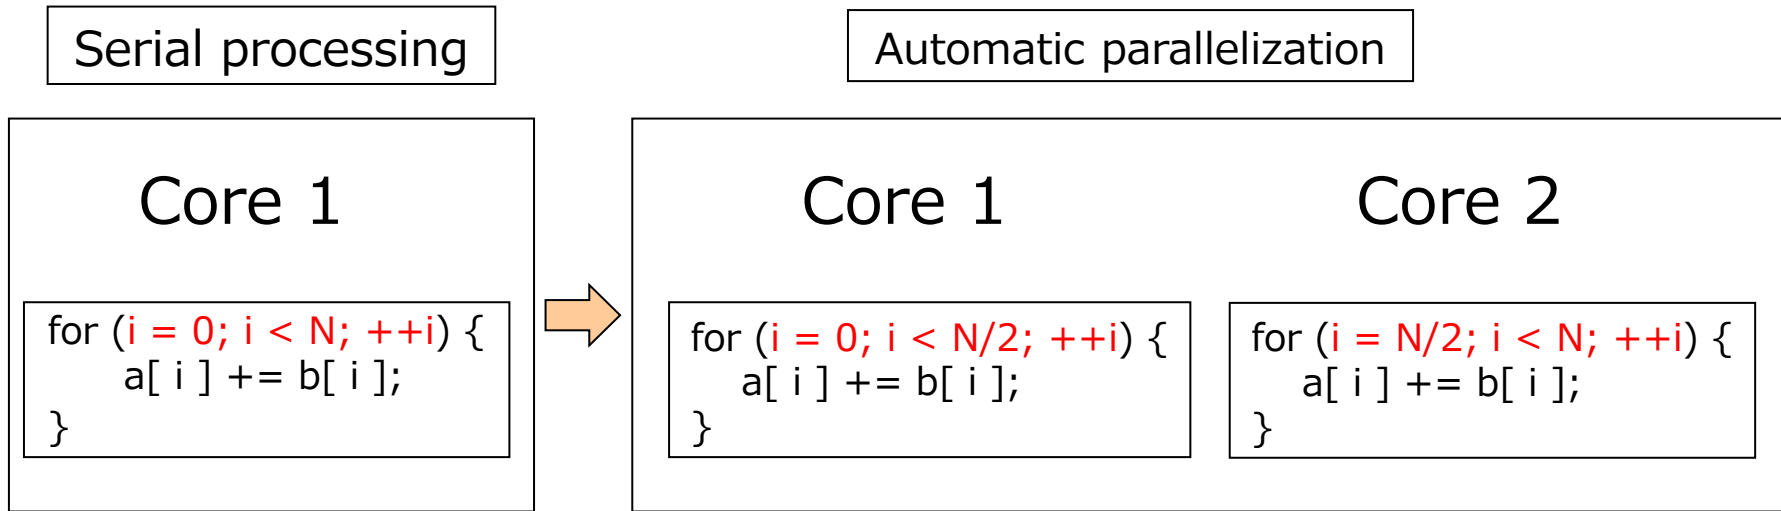 Serial processing
Automatic parallelization
Core 1
for (i = 0; i < N; ++i) {
a[ i ] += b[ i ];
}
Core 1
for (i = 0; i < N/2; ++i) {
a[ i ] += b[ i ];
}
Core 2
for (i = N/2; i < N; ++i) {
a[ i ] += b[ i ];
}